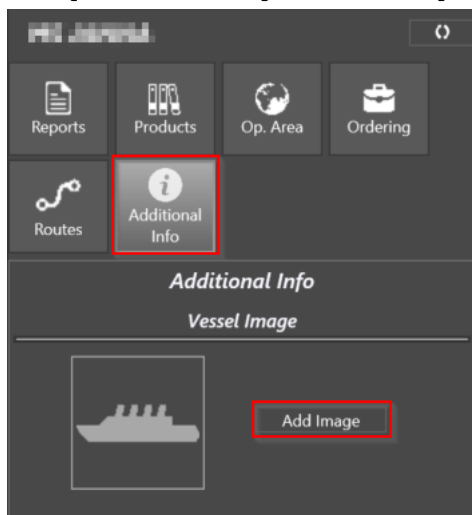 Reports
Products
Op. Area
Ordering
Routes
Additional
Info
Additional Info
Vessel Image
Add Image